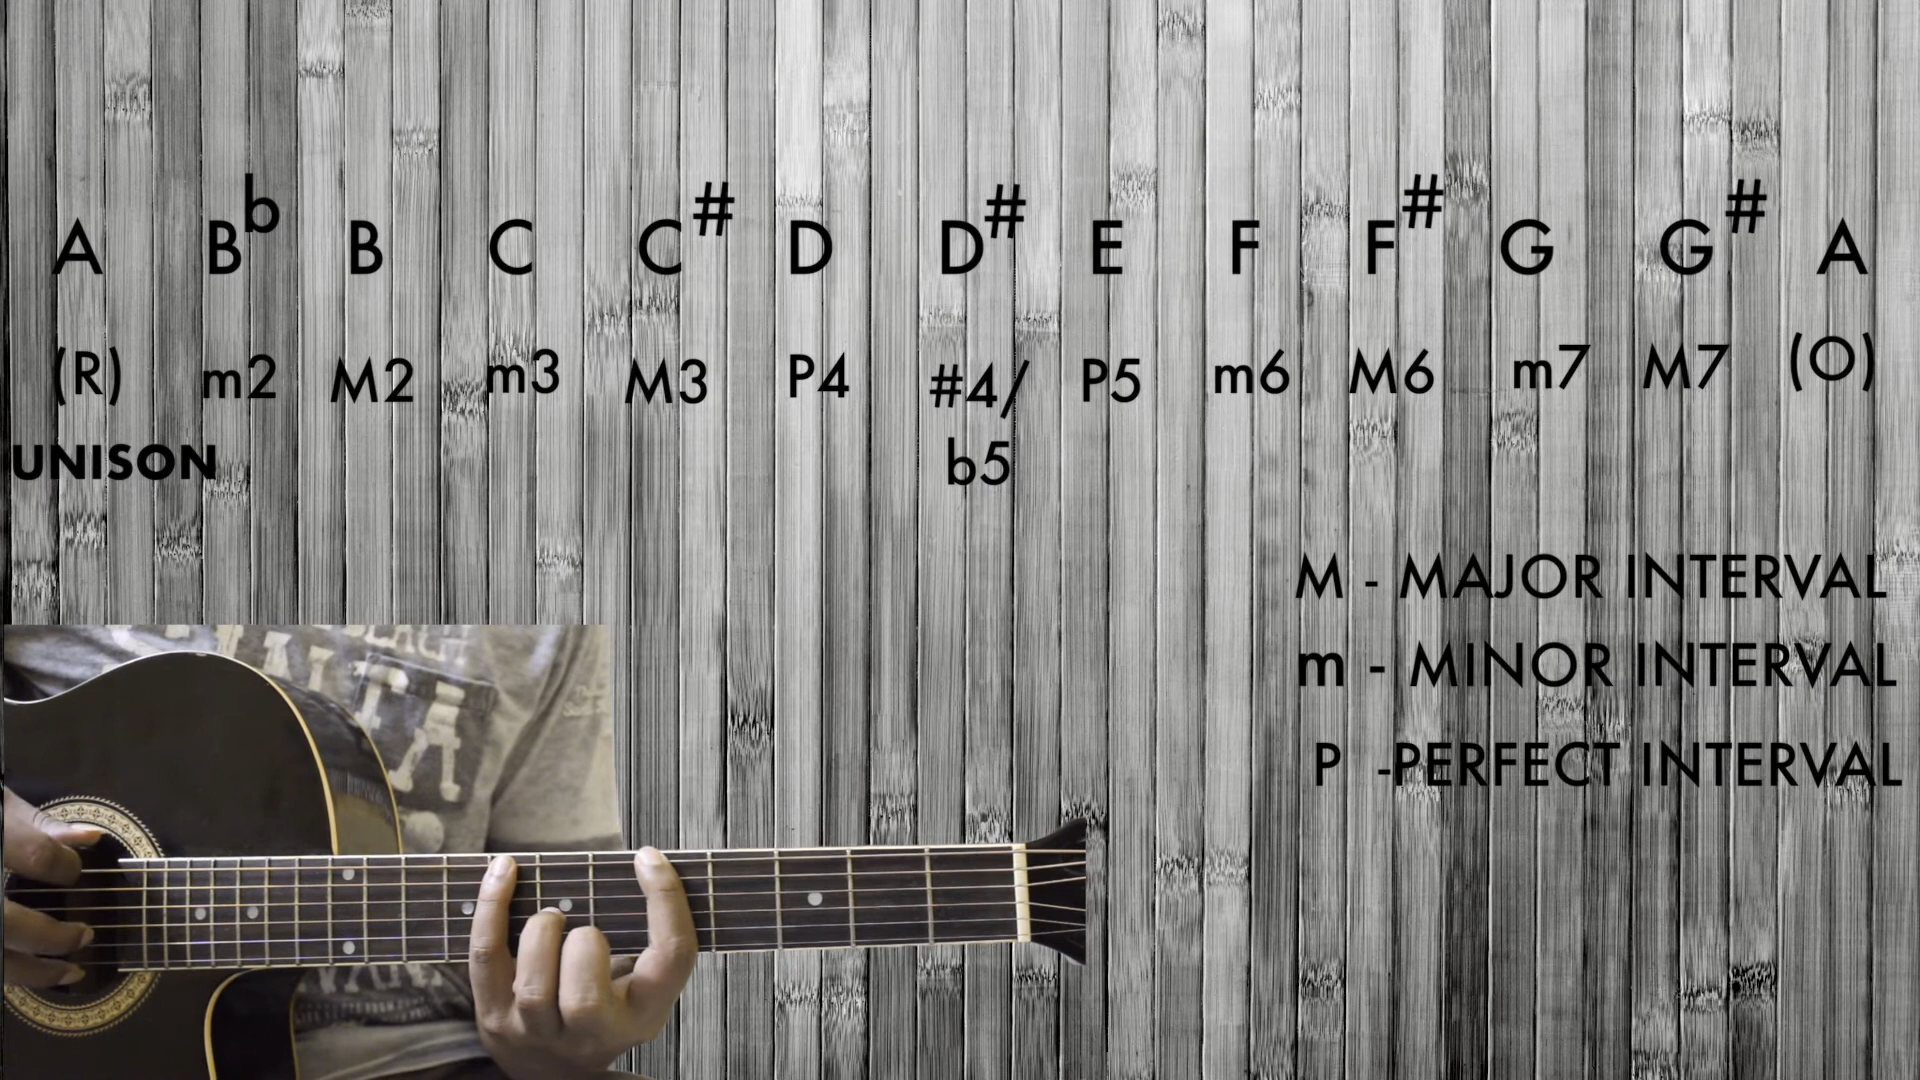 A Bb B C C# D D# E F F# G G# A
(R) m2 M2 m3 M3 P4 #4/ P5 m6 M6 m7 M7 (O)
UNISON b5
M - MAJOR INTERVAL
m - MINOR INTERVAL
P -PERFECT INTERVAL